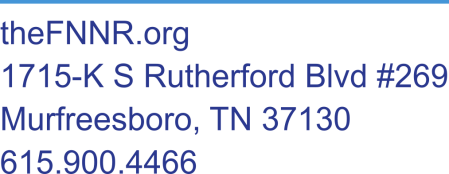 theFNNR.org
1715-K S Rutherford Blvd #269
Murfreesboro, TN 37130
615.900.4466